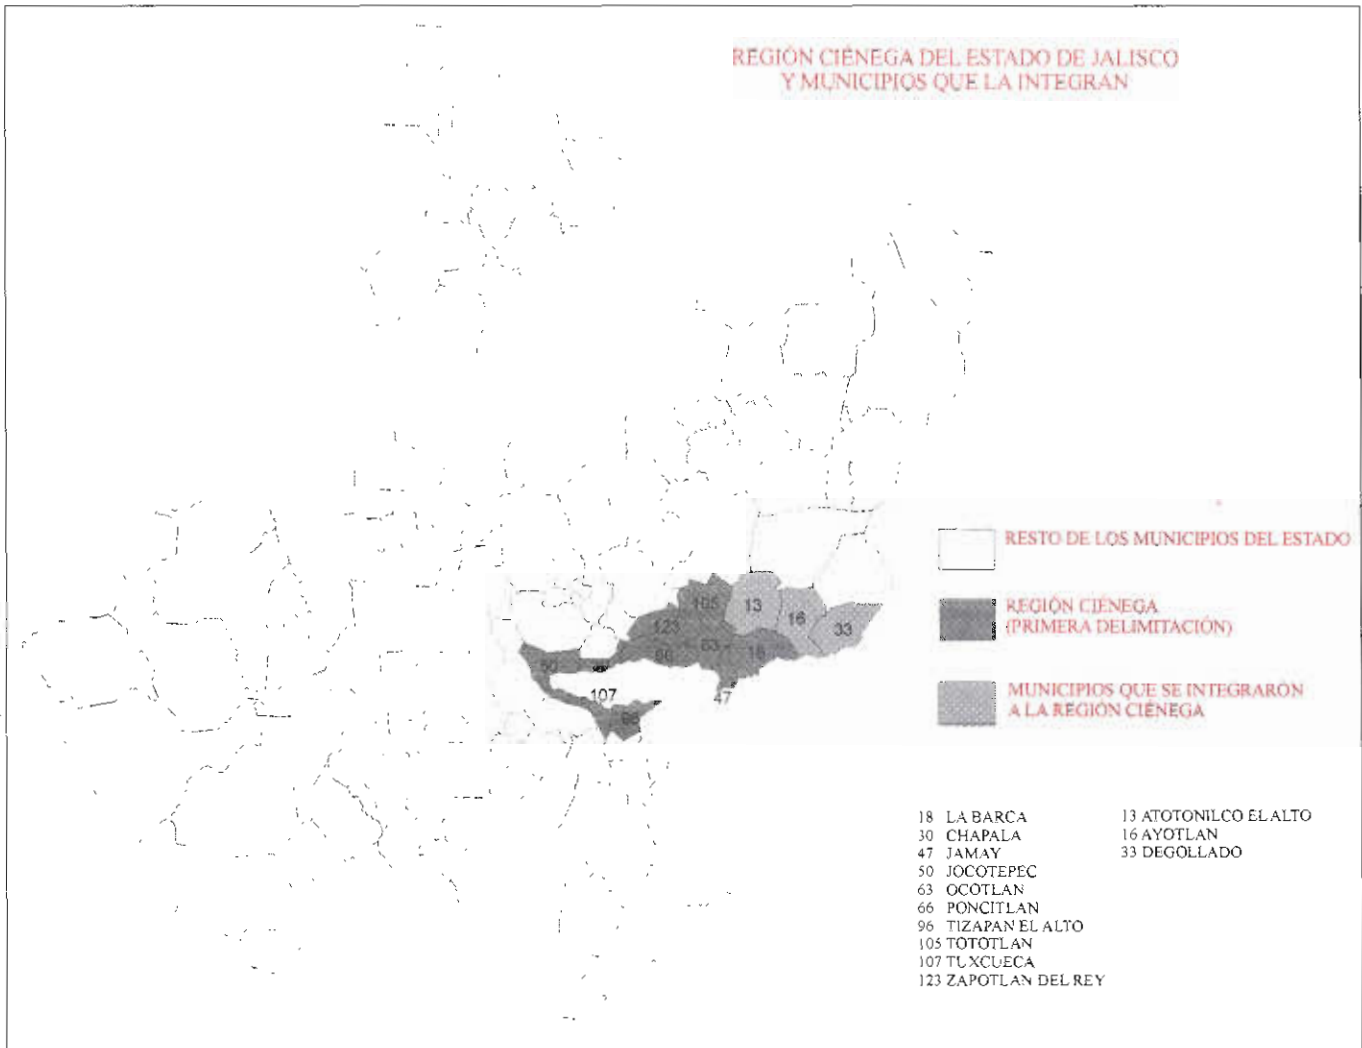 REGIÓN CIÉNEGA DEL ESTADO DE JALISCO
Y MUNICIPIOS QUE LA INTEGRAN
RESTO DE LOS MUNICIPIOS DEL ESTADO
REGIÓN CIÉNEGA
(PRIMERA DELIMITACIÓN)
MUNICIPIOS QUE SE INTEGRARON
A LA REGIÓN CIÉNEGA
105
13
16
123
33
63
66
18
50
107
47
96
18 LA BARCA
30 CHAPALA
47 JAMAY
50 JOCOTEPEC
63 OCOTLAN
66 PONCITLAN
96 TIZAPAN EL ALTO
105 TOTOTLAN
107 TUXCUECA
123 ZAPOTLAN DEL REY
13 ATOTONILCO EL ALTO
16 AYOTLAN
33 DEGOLLADO